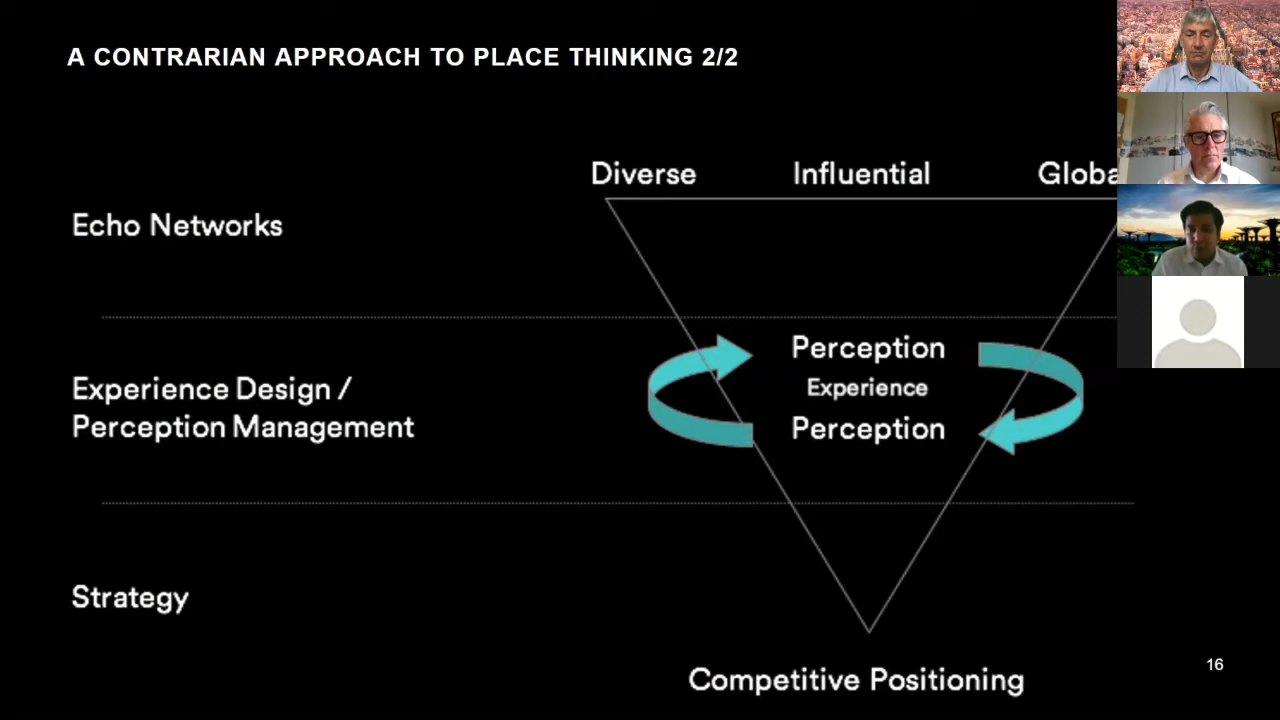 A CONTRARIAN APPROACH TO PLACE THINKING 2/2
Diverse Influential Globa
Echo Networks
Perception
Experience
Perception
Experience Design /
Perception Management
Strategy
16
Competitive Positioning